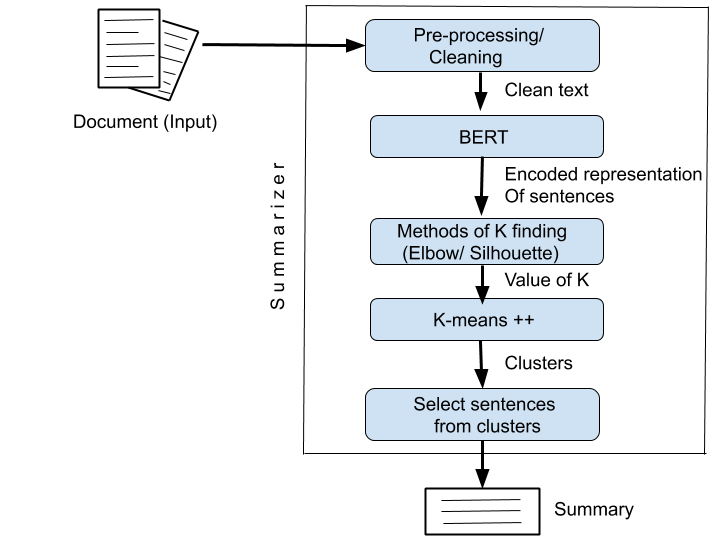 Pre-processing/
Cleaning
Document (Input)
Clean text
BERT
Encoded representation
Of sentences
Summarizer
Methods of K finding
(Elbow/ Silhouette)
Value of K
K-means ++
Clusters
Select sentences
from clusters
Summary